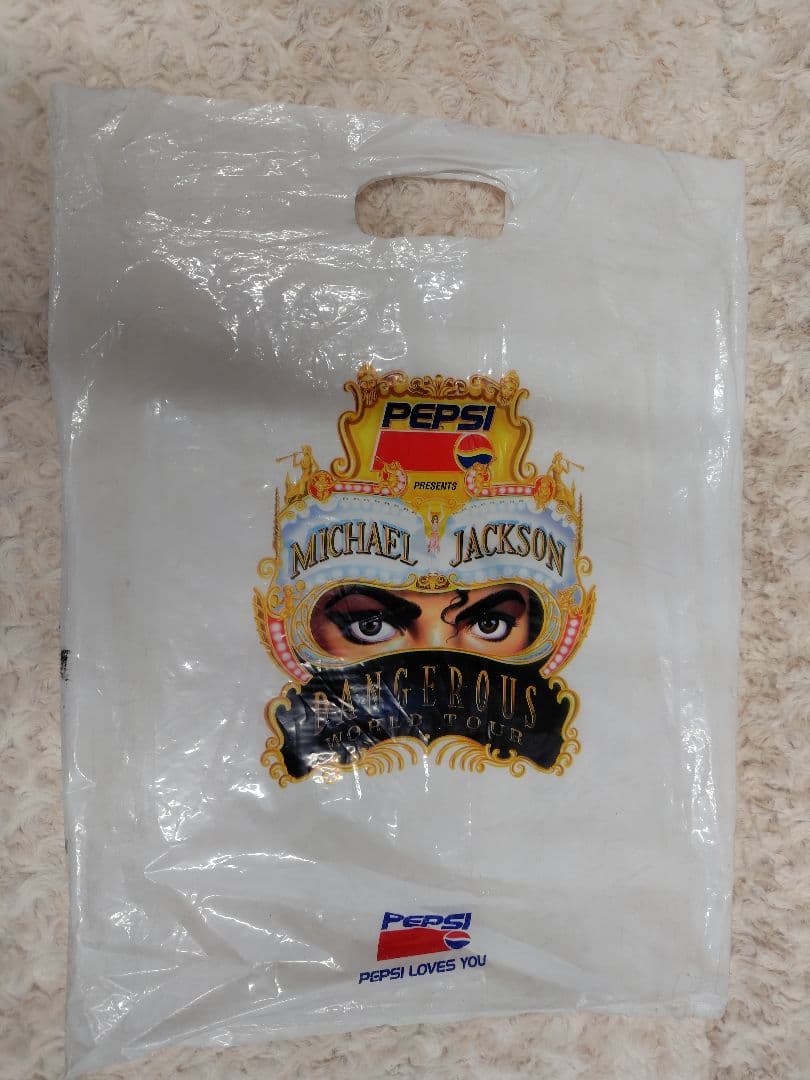 PEPSI
PRESENTS
MICHAEL JACKSON
DANGEROUS
WORLD TOUR
PEPSI
PEPSI LOVES YOU